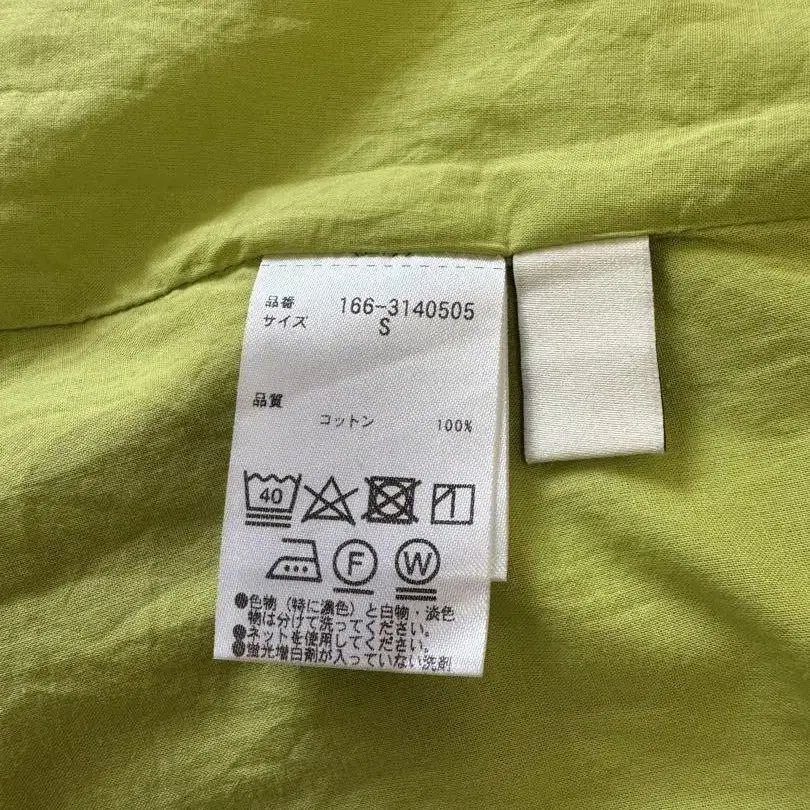 品番 166-3140505
サイズ S
品質
コットン 100%
40
F W
●色物（特に濃色）と白物・淡色
物は分けて洗ってください。
●ネットを使用してください。
●蛍光増白剤が入っていない洗剤